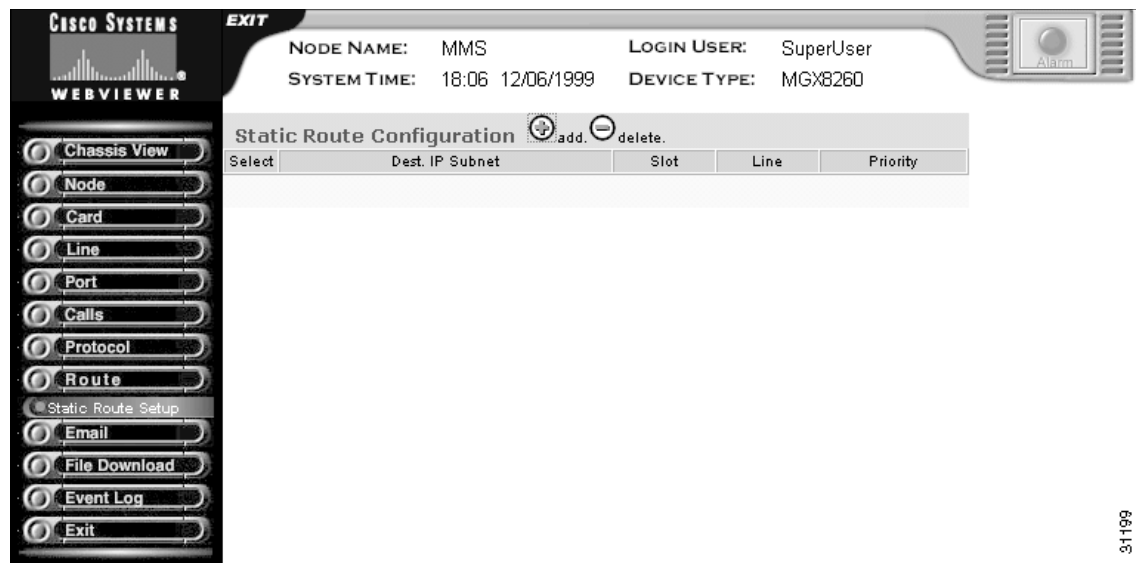 CISCO SYSTEMS
WEBVIEWER
EXIT
NODE NAME: MMS LOGIN USER: SuperUser
SYSTEM TIME: 18:06 12/06/1999 DEVICE TYPE: MGX8260
Alarm
Chassis View
Node
Card
Line
Port
Calls
Protocol
Route
Static Route Setup
Email
File Download
Event Log
Exit
Static Route Configuration add. delete.
Select Dest. IP Subnet Slot Line Priority
31199